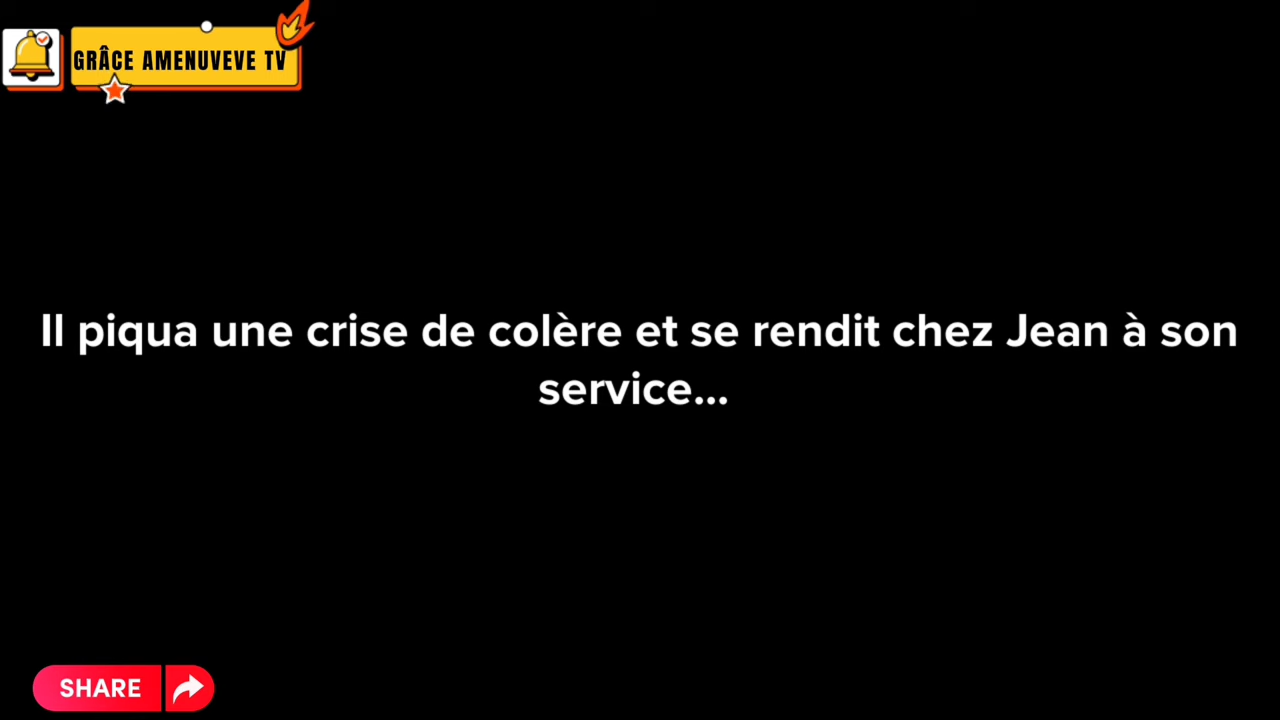 GRÂCE AMENUVEVE TV
Il piqua une crise de colère et se rendit chez Jean à son
service...
SHARE